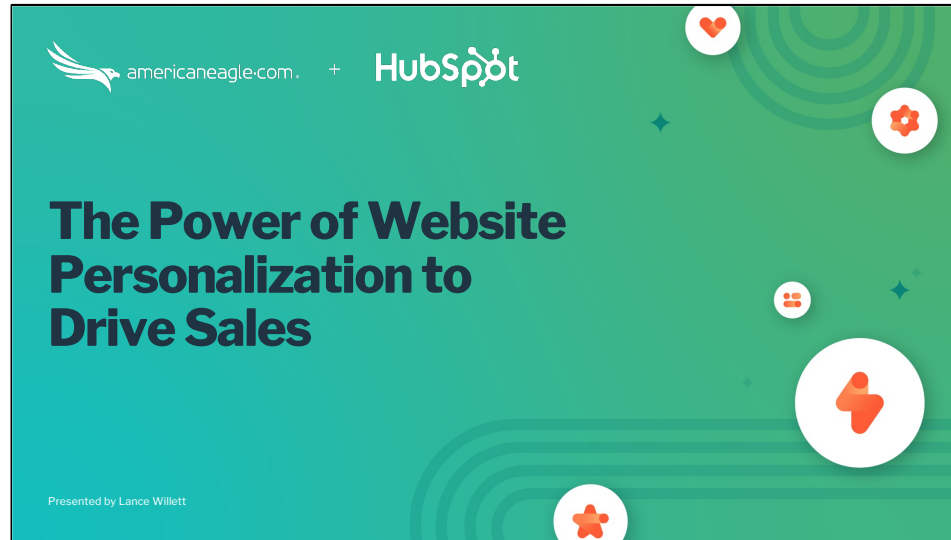 americaneagle.com® + HubSpot
The Power of Website
Personalization to
Drive Sales
Presented by Lance Willett